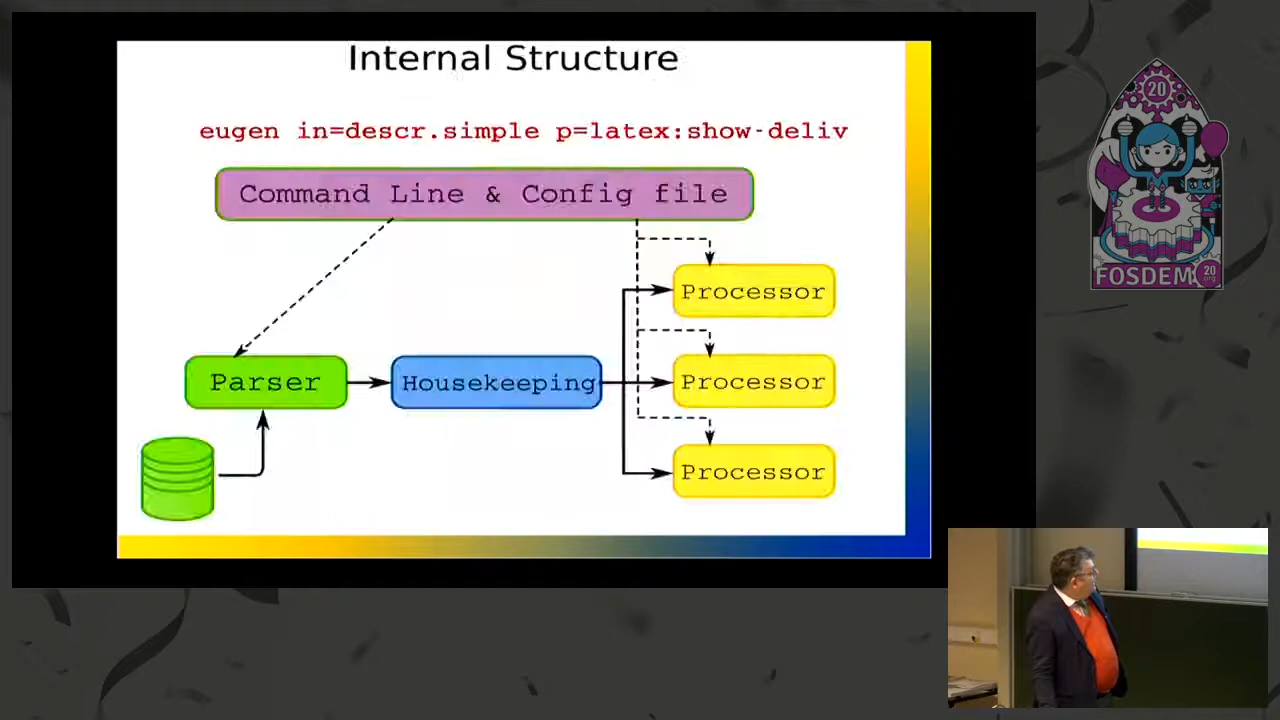 Internal Structure
eugen in=descr.simple p=latex:show-deliv
Command Line & Config file
Processor
Parser
Housekeeping
Processor
Processor
20
FOSDEM
20
.org